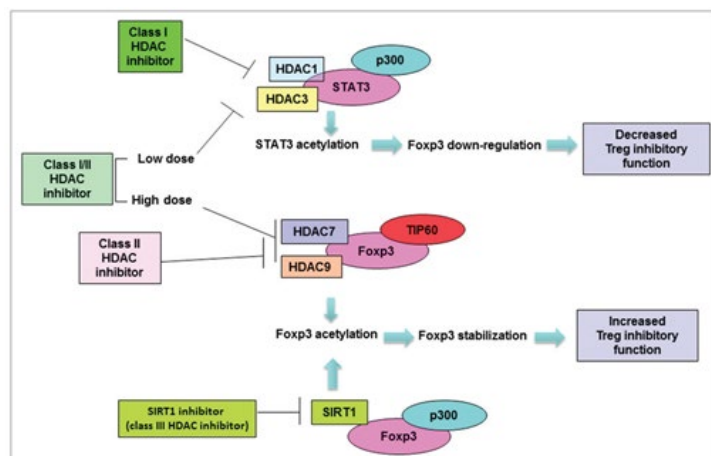 Class I
HDAC
inhibitor
HDAC1
p300
STAT3
HDAC3
STAT3 acetylation
Foxp3 down-regulation
Decreased
Treg inhibitory
function
Class I/II
HDAC
inhibitor
Low dose
High dose
Class II
HDAC
inhibitor
HDAC7
TIP60
Foxp3
HDAC9
Foxp3 acetylation
Foxp3 stabilization
Increased
Treg inhibitory
function
SIRT1 inhibitor
(class III HDAC inhibitor)
SIRT1
p300
Foxp3